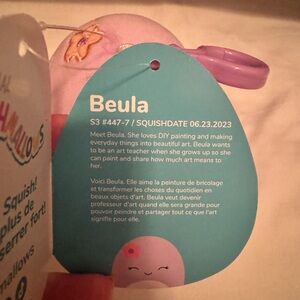 Beula
S3 #447-7 / SQUISHDATE 06.23.2023
Meet Beula. She loves DIY painting and making
everyday things into beautiful art. Beula wants
to be an art teacher when she grows up so she
can paint and share how much art means to
her.
Voici Beula. Elle aime la peinture de bricolage
et transformer les choses du quotidien en
beaux objets d'art. Beula veut devenir
professeur d'art quand elle sera grande pour
pouvoir peindre et partager tout ce que l'art
signifie pour elle.
Squish!
plus de
serrer fort!